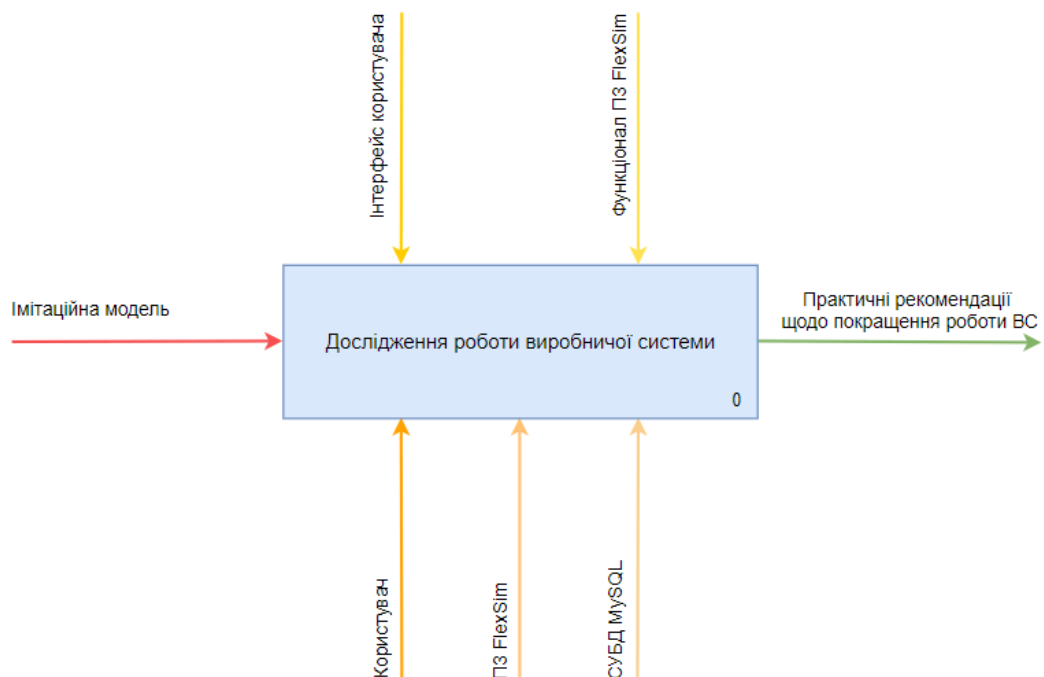 Інтерфейс користувача
Функціонал ПЗ FlexSim
Імітаційна модель
Дослідження роботи виробничої системи
0
Практичні рекомендації
щодо покращення роботи ВС
Користувач
ПЗ FlexSim
СУБД MySQL